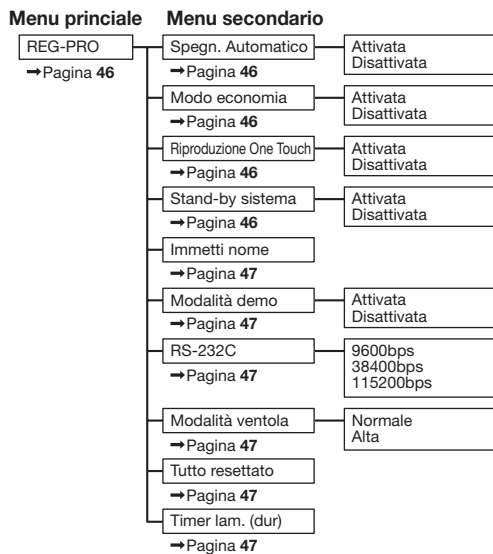 Menu princiale Menu secondario
REG-PRO
➞Pagina 46
Spegn. Automatico
➞Pagina 46
Attivata
Disattivata
Modo economia
➞Pagina 46
Attivata
Disattivata
Riproduzione One Touch
➞Pagina 46
Attivata
Disattivata
Stand-by sistema
➞Pagina 46
Attivata
Disattivata
Immetti nome
➞Pagina 47
Modalità demo
➞Pagina 47
Attivata
Disattivata
RS-232C
➞Pagina 47
9600bps
38400bps
115200bps
Modalità ventola
➞Pagina 47
Normale
Alta
Tutto resettato
➞Pagina 47
Timer lam. (dur)
➞Pagina 47